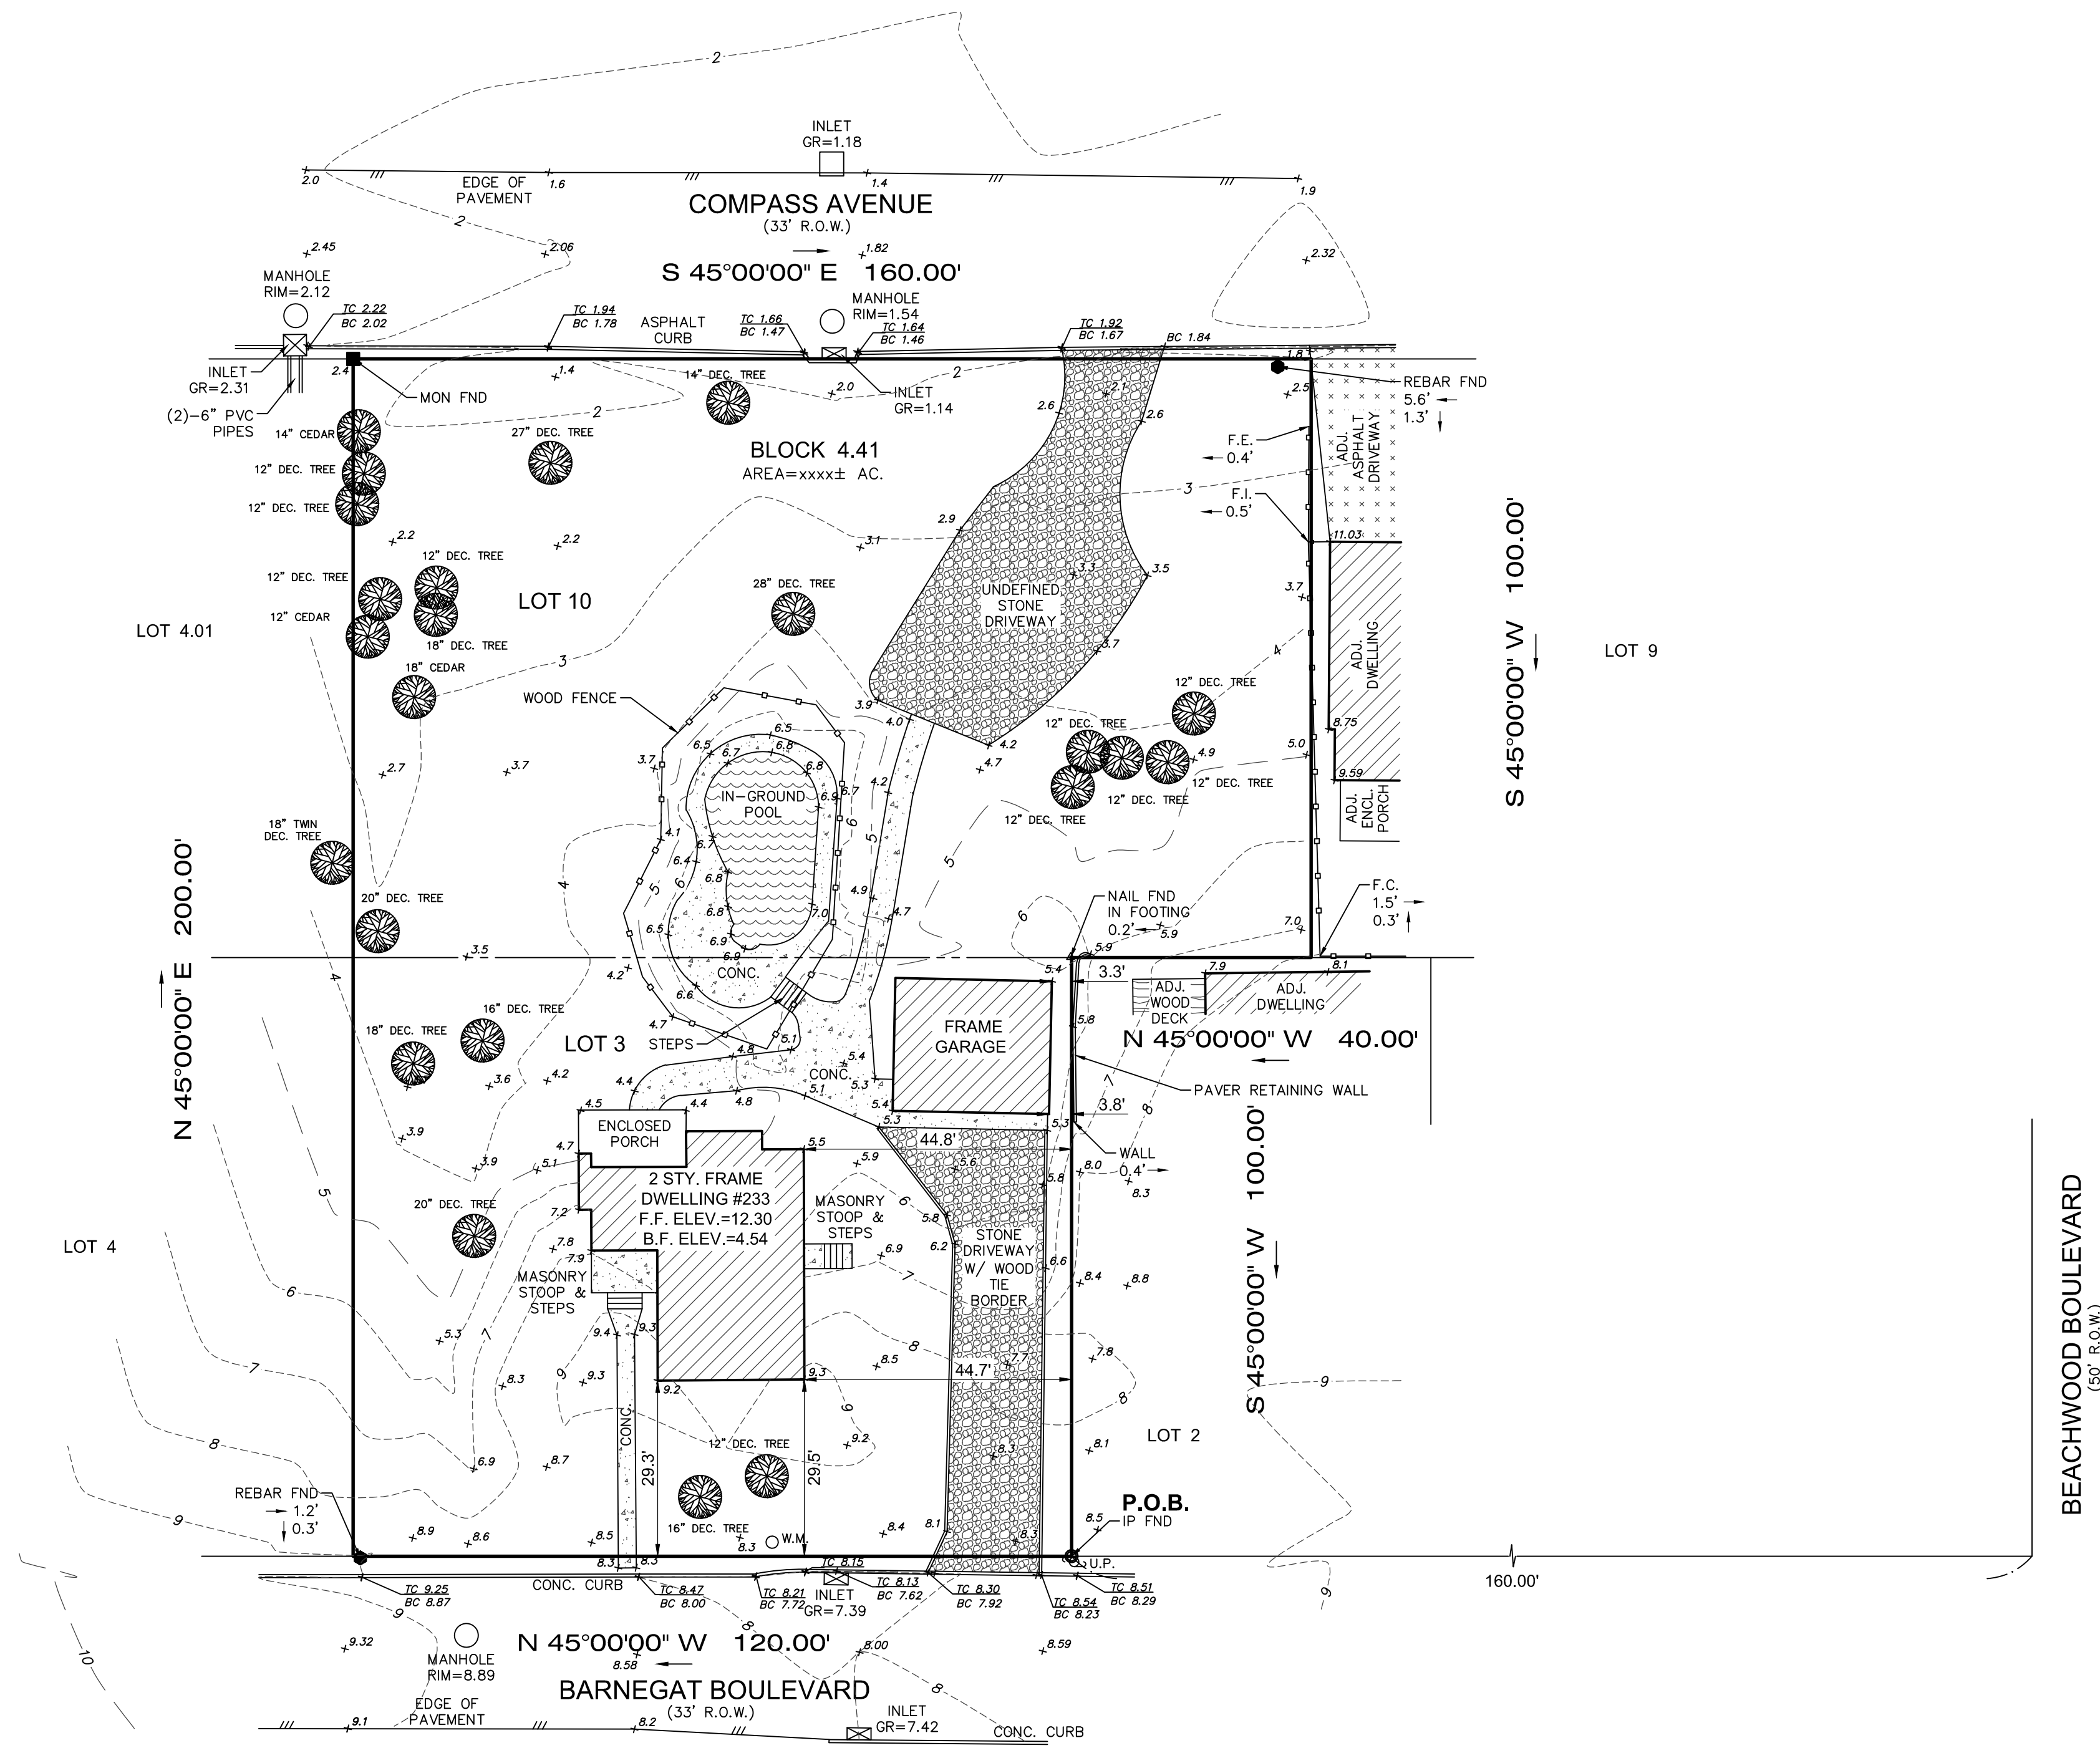 2
INLET
GR=1.18
2.0
EDGE OF
PAVEMENT
1.6
1.4
1.9
COMPASS AVENUE
(33' R.O.W.)
2
2.45
2.06
1.82
2.32
S 45°00'00" E 160.00'
MANHOLE
RIM=2.12
MANHOLE
RIM=1.54
TC 2.22
BC 2.02
TC 1.94
BC 1.78
ASPHALT
CURB
TC 1.66
BC 1.47
TC 1.64
BC 1.46
TC 1.92
BC 1.67
BC 1.84
INLET
GR=2.31
2.4
(2)-6" PVC
PIPES
MON FND
1.4
2
14" DEC. TREE
2.0
2
INLET
GR=1.14
2.1
2.6
2.6
1.8
2.5
REBAR FND
5.6'
1.3'
14" CEDAR
12" DEC. TREE
12" DEC. TREE
27" DEC. TREE
BLOCK 4.41
AREA=xxxx± AC.
F.E.
0.4'
F.I.
0.5'
3
ADJ.
ASPHALT
DRIVEWAY
2.2
2.2
2.9
3.1
11.03
12" DEC. TREE
12" DEC. TREE
12" CEDAR
18" DEC. TREE
18" CEDAR
LOT 10
LOT 4.01
28" DEC. TREE
3.3
3.5
UNDEFINED
STONE
DRIVEWAY
3.7
3.7
4
ADJ.
DWELLING
LOT 9
S 45°00'00" W 100.00'
3
WOOD FENCE
3.9
4.0
4.2
4.7
12" DEC. TREE
12" DEC. TREE
4.9
12" DEC. TREE
12" DEC. TREE
12" DEC. TREE
5.0
8.75
9.59
ADJ.
ENCL.
PORCH
2.7
3.7
3.7
6.5
6.5
6.7
6.8
6.8
IN-GROUND
POOL
6.9
6.7
4.2
6
5
5
18" TWIN
DEC. TREE
4.1
6.7
6.4
6.8
5
6
4
4.9
4.7
6.8
7.0
6.5
6.9
6.9
20" DEC. TREE
NAIL FND
IN FOOTING
0.2'
6
5.9
5.9
7.0
F.C.
1.5'
0.3'
N 45°00'00" E 200.00'
4
3.5
4.2
CONC.
6.6
4.7
STEPS
4.8
5.1
5.4
3.3'
ADJ.
WOOD
DECK
7.9
8.1
ADJ.
DWELLING
N 45°00'00" W 40.00'
16" DEC. TREE
18" DEC. TREE
LOT 3
FRAME
GARAGE
5.8
7
8
PAVER RETAINING WALL
3.6
4.2
4.4
CONC.
5.4
5.3
5.4
5.1
3.8'
4.5
4.4
4.8
ENCLOSED
PORCH
5.3
5.3
WALL
0.4'
3.9
3.9
4.7
5.1
5.5
44.8'
5.9
5.6
5.8
8.0
8.3
5
20" DEC. TREE
2 STY. FRAME
DWELLING #233
F.F. ELEV.=12.30
B.F. ELEV.=4.54
MASONRY
STOOP &
STEPS
6
5.8
6.2
7.2
7.8
7.9
6.9
7
STONE
DRIVEWAY
W/ WOOD
TIE
BORDER
6.6
8.4
8.8
MASONRY
STOOP &
STEPS
LOT 4
S 45°00'00" W 100.00'
BEACHWOOD BOULEVARD
(50' R.O.W.)
6
5.3
7
7
9.4
9.3
8.3
9.3
9
9.2
9.3
8.5
8
7.7
7.8
44.7'
8
9
9
9.2
CONC.
8
6.9
8.7
29.3'
29.5'
12" DEC. TREE
16" DEC. TREE
8.3
8.1
LOT 2
REBAR FND
1.2'
0.3'
9
8.9
8.6
8.5
8.3
8.3
8.3
W.M.
8.4
8.1
8.3
8.5
P.O.B.
IP FND
U.P.
160.00'
TC 9.25
BC 8.87
CONC. CURB
TC 8.47
BC 8.00
TC 8.21
BC 7.72
TC 8.15
INLET
GR=7.39
TC 8.13
BC 7.62
TC 8.30
BC 7.92
TC 8.54
BC 8.23
TC 8.51
BC 8.29
9
9
8
9.32
MANHOLE
RIM=8.89
N 45°00'00" W 120.00'
8.58
8.00
8.59
10
BARNEGAT BOULEVARD
(33' R.O.W.)
8
EDGE OF
PAVEMENT
9.1
8.2
INLET
GR=7.42
CONC. CURB